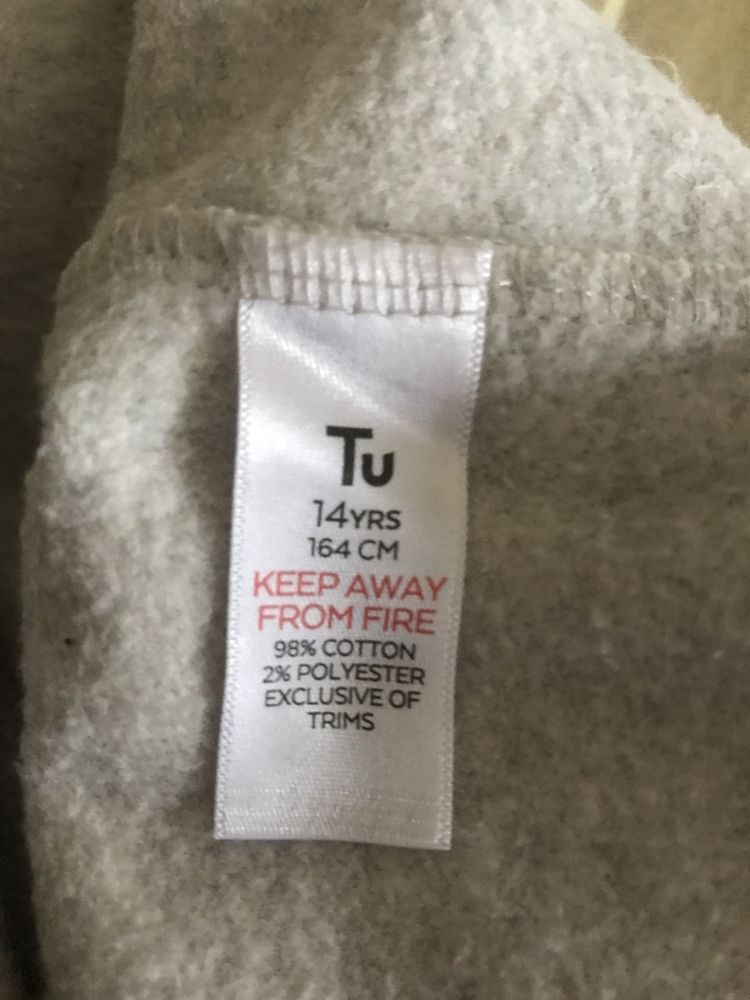 Tu
14YRS
164 CM
KEEP AWAY
FROM FIRE
98% COTTON
2% POLYESTER
EXCLUSIVE OF
TRIMS